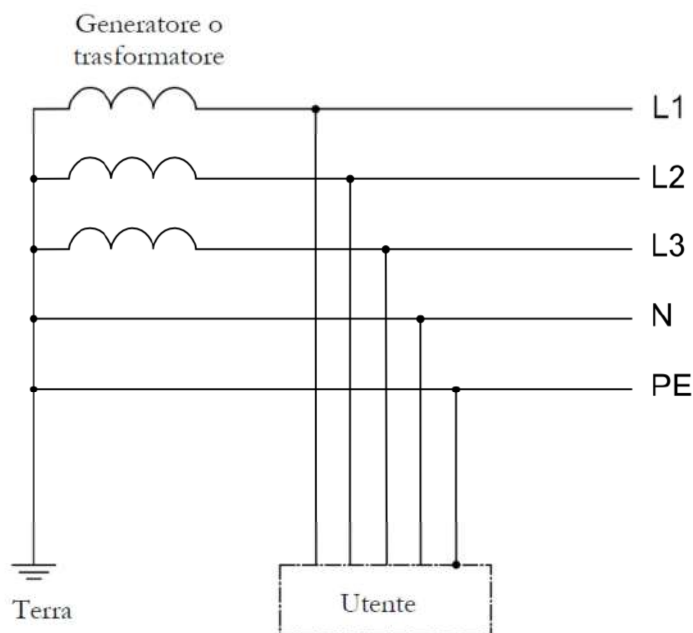 Generatore o
trasformatore
L1
L2
L3
N
PE
Terra
Utente